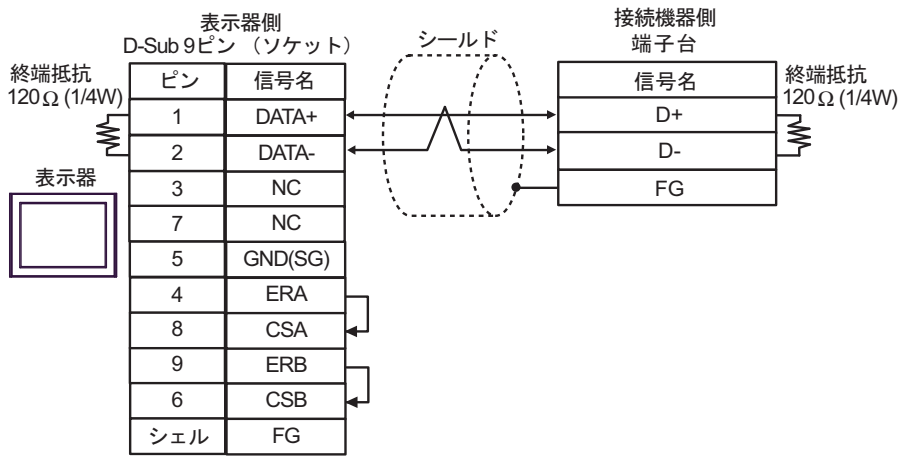 表示器側
D-Sub 9ピン （ソケット）
シールド
接続機器側
端子台
終端抵抗
120Ω (1/4W)
ピン 信号名
1 DATA+
2 DATA-
3 NC
7 NC
5 GND(SG)
4 ERA
8 CSA
9 ERB
6 CSB
シェル FG
表示器
信号名
D+
D-
FG
終端抵抗
120Ω (1/4W)